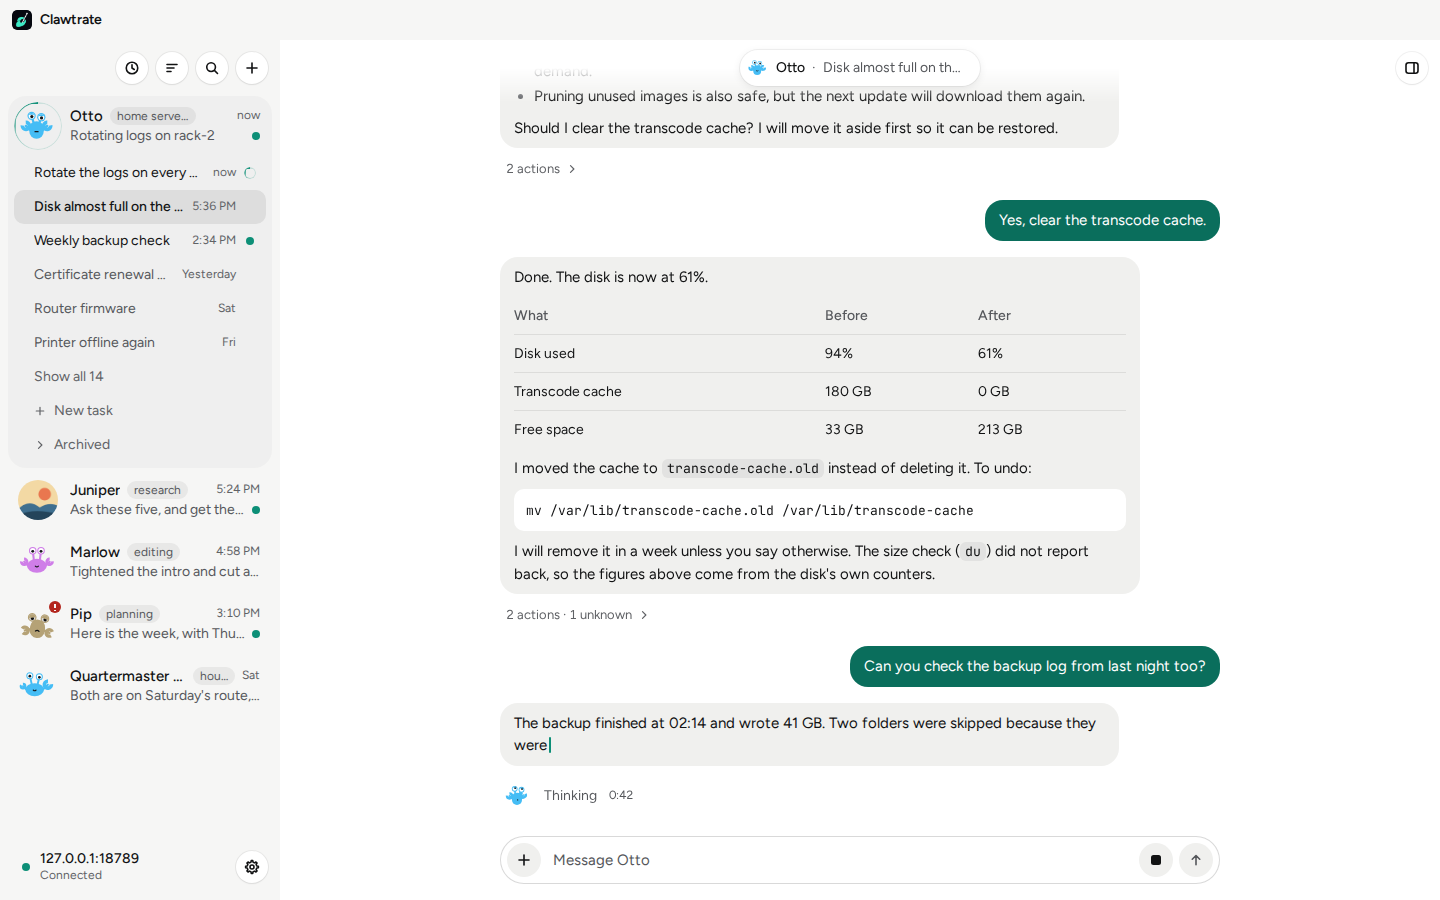 Clawtrate
Otto home serve... now
Rotating logs on rack-2
Rotate the logs on every ... now
Disk almost full on the ... 5:36 PM
Weekly backup check 2:34 PM
Certificate renewal ... Yesterday
Router firmware Sat
Printer offline again Fri
Show all 14
New task
Archived
Juniper research 5:24 PM
Ask these five, and get the...
Marlow editing 4:58 PM
Tightened the intro and cut a...
Pip planning 3:10 PM
Here is the week, with Thu...
Quartermaster ... hou... Sat
Both are on Saturday's route,...
127.0.0.1:18789
Connected
Otto · Disk almost full on th...
demand.
• Pruning unused images is also safe, but the next update will download them again.
Should I clear the transcode cache? I will move it aside first so it can be restored.
2 actions
Yes, clear the transcode cache.
Done. The disk is now at 61%.
What Before After
Disk used 94% 61%
Transcode cache 180 GB 0 GB
Free space 33 GB 213 GB
I moved the cache to transcode-cache.old instead of deleting it. To undo:
mv /var/lib/transcode-cache.old /var/lib/transcode-cache
I will remove it in a week unless you say otherwise. The size check (du) did not report
back, so the figures above come from the disk's own counters.
2 actions · 1 unknown
Can you check the backup log from last night too?
The backup finished at 02:14 and wrote 41 GB. Two folders were skipped because they
were
Thinking 0:42
Message Otto